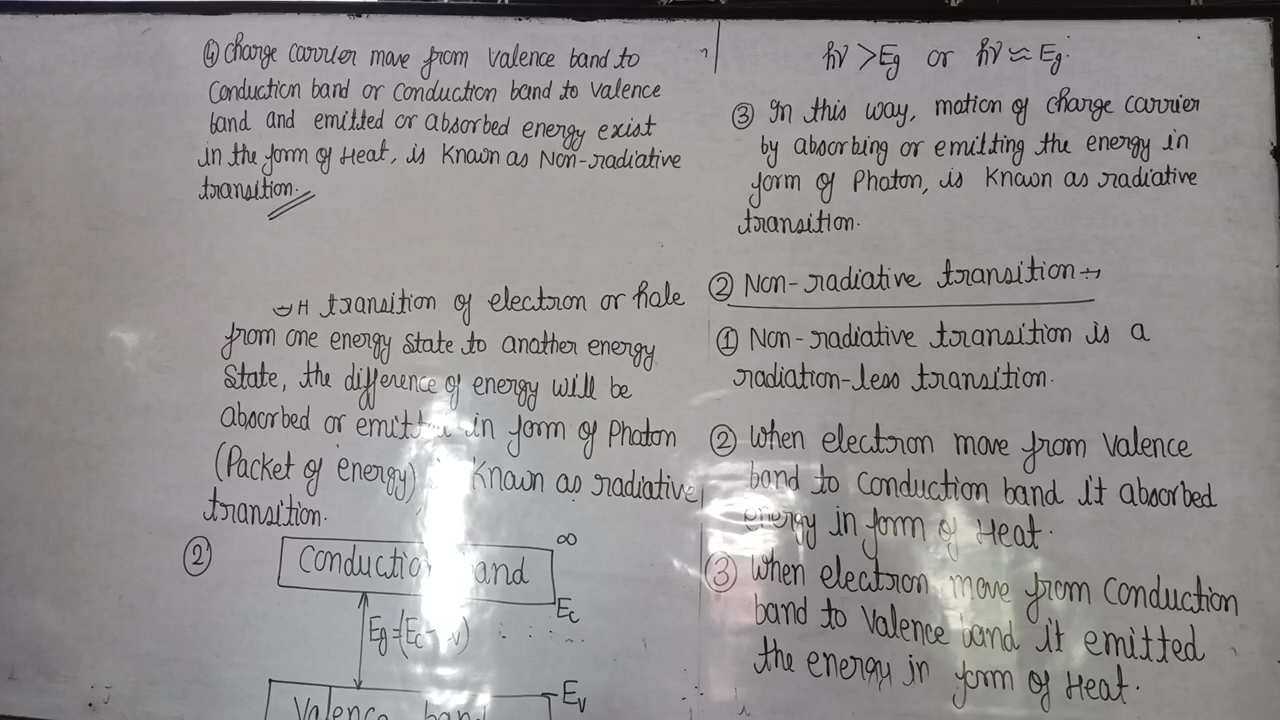 ④ charge carrier move from valence band to
conduction band or conduction band to valence
band and emitted or absorbed energy exist
in the form of Heat, is Known as Non-radiative
transition.
→ transition of electron or hole
from one energy state to another energy
state, the difference of energy will be
absorbed or in form of Photon
(Packet of energy) Known as radiative
transition.
②
∞
Conduction band
Ec
Eg=(Ec-
Ev
Valence band
hν > Eg or hν ≃ Eg.
③ In this way, motion of charge carrier
by absorbing or emitting the energy in
form of Photon, is Known as radiative
transition.
② Non-radiative transition →
① Non-radiative transition is a
radiation-less transition.
② When electron move from valence
band to conduction band it absorbed
energy in form of Heat.
③ When electron move from conduction
band to valence band it emitted
the energy in form of Heat.